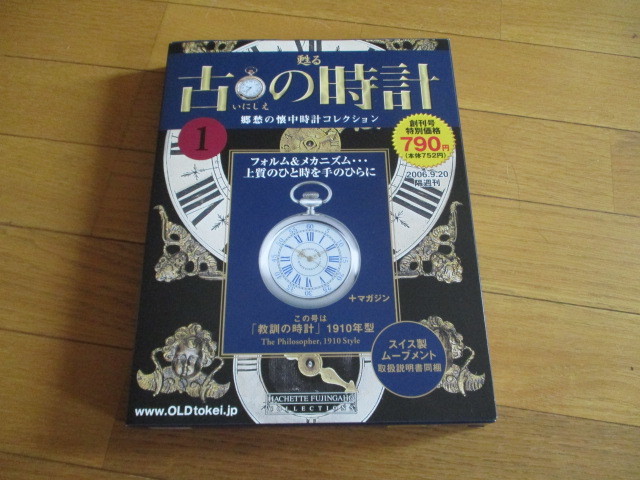 甦る
古の時計
いにしえ
郷愁の懐中時計コレクション
1
創刊号
特別価格
790円
(本体752円)
2006.9.20
隔週刊
フォルム&メカニズム・・・
上質のひと時を手のひらに
+マガジン
この号は
「教訓の時計」1910年型
The Philosopher, 1910 Style
スイス製
ムーブメント
取扱説明書同梱
www.OLDtokei.jp
HACHETTE FUJINGAHO
COLLECTION